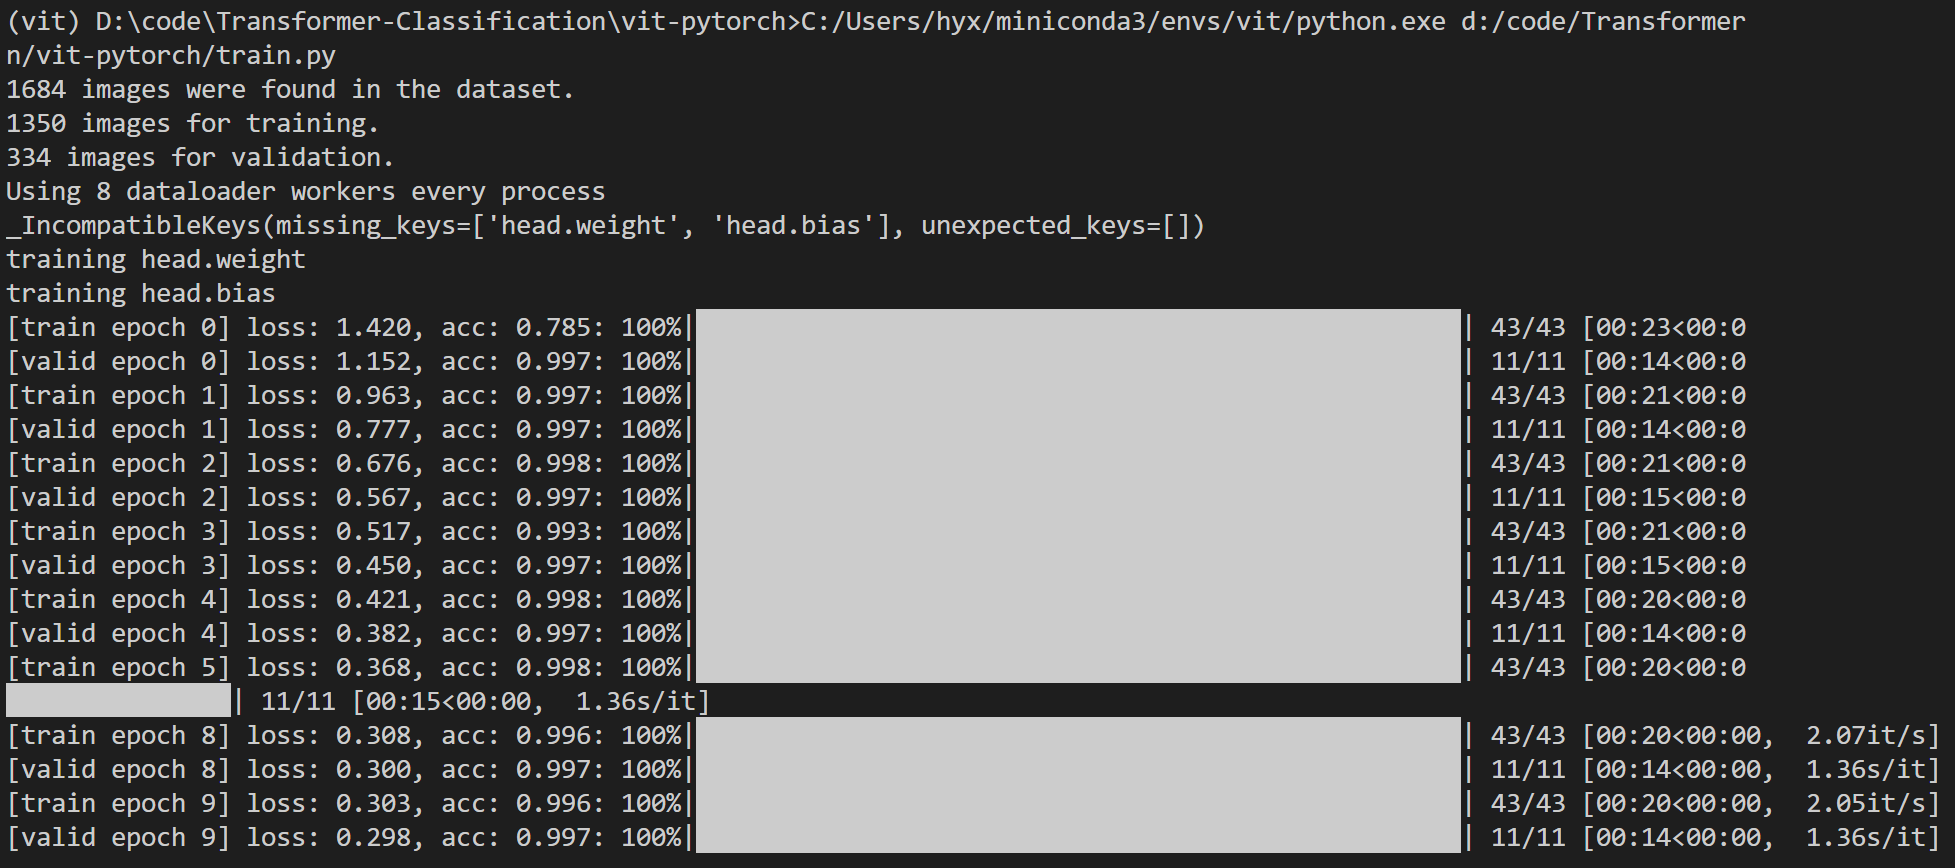 (vit) D:\code\Transformer-Classification\vit-pytorch>C:/Users/hyx/miniconda3/envs/vit/python.exe d:/code/Transformer
n/vit-pytorch/train.py
1684 images were found in the dataset.
1350 images for training.
334 images for validation.
Using 8 dataloader workers every process
_IncompatibleKeys(missing_keys=['head.weight', 'head.bias'], unexpected_keys=[])
training head.weight
training head.bias
[train epoch 0] loss: 1.420, acc: 0.785: 100%| | 43/43 [00:23<00:0
[valid epoch 0] loss: 1.152, acc: 0.997: 100%| | 11/11 [00:14<00:0
[train epoch 1] loss: 0.963, acc: 0.997: 100%| | 43/43 [00:21<00:0
[valid epoch 1] loss: 0.777, acc: 0.997: 100%| | 11/11 [00:14<00:0
[train epoch 2] loss: 0.676, acc: 0.998: 100%| | 43/43 [00:21<00:0
[valid epoch 2] loss: 0.567, acc: 0.997: 100%| | 11/11 [00:15<00:0
[train epoch 3] loss: 0.517, acc: 0.993: 100%| | 43/43 [00:21<00:0
[valid epoch 3] loss: 0.450, acc: 0.997: 100%| | 11/11 [00:15<00:0
[train epoch 4] loss: 0.421, acc: 0.998: 100%| | 43/43 [00:20<00:0
[valid epoch 4] loss: 0.382, acc: 0.997: 100%| | 11/11 [00:14<00:0
[train epoch 5] loss: 0.368, acc: 0.998: 100%| | 43/43 [00:20<00:0
| 11/11 [00:15<00:00,  1.36s/it]
[train epoch 8] loss: 0.308, acc: 0.996: 100%| | 43/43 [00:20<00:00,  2.07it/s]
[valid epoch 8] loss: 0.300, acc: 0.997: 100%| | 11/11 [00:14<00:00,  1.36s/it]
[train epoch 9] loss: 0.303, acc: 0.996: 100%| | 43/43 [00:20<00:00,  2.05it/s]
[valid epoch 9] loss: 0.298, acc: 0.997: 100%| | 11/11 [00:14<00:00,  1.36s/it]